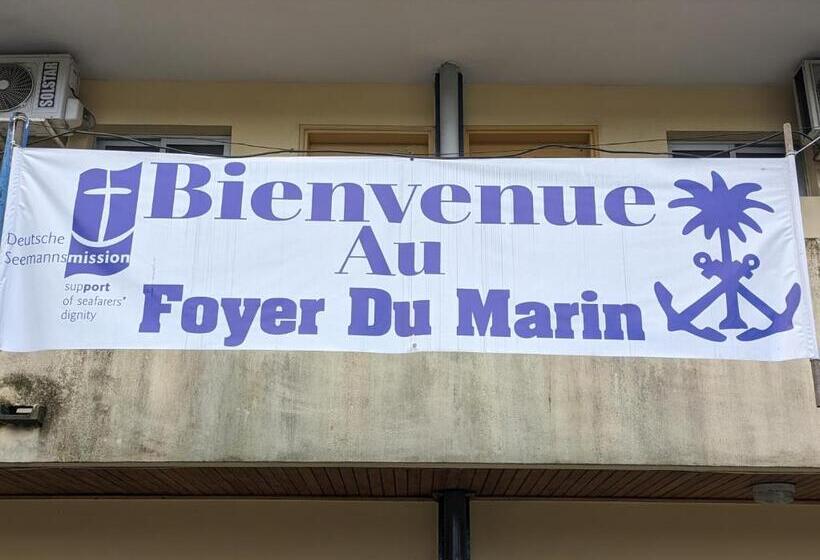 SOLSTAR
Bienvenue
Au
Foyer Du Marin
Deutsche
Seemannsmission
support
of seafarers'
dignity